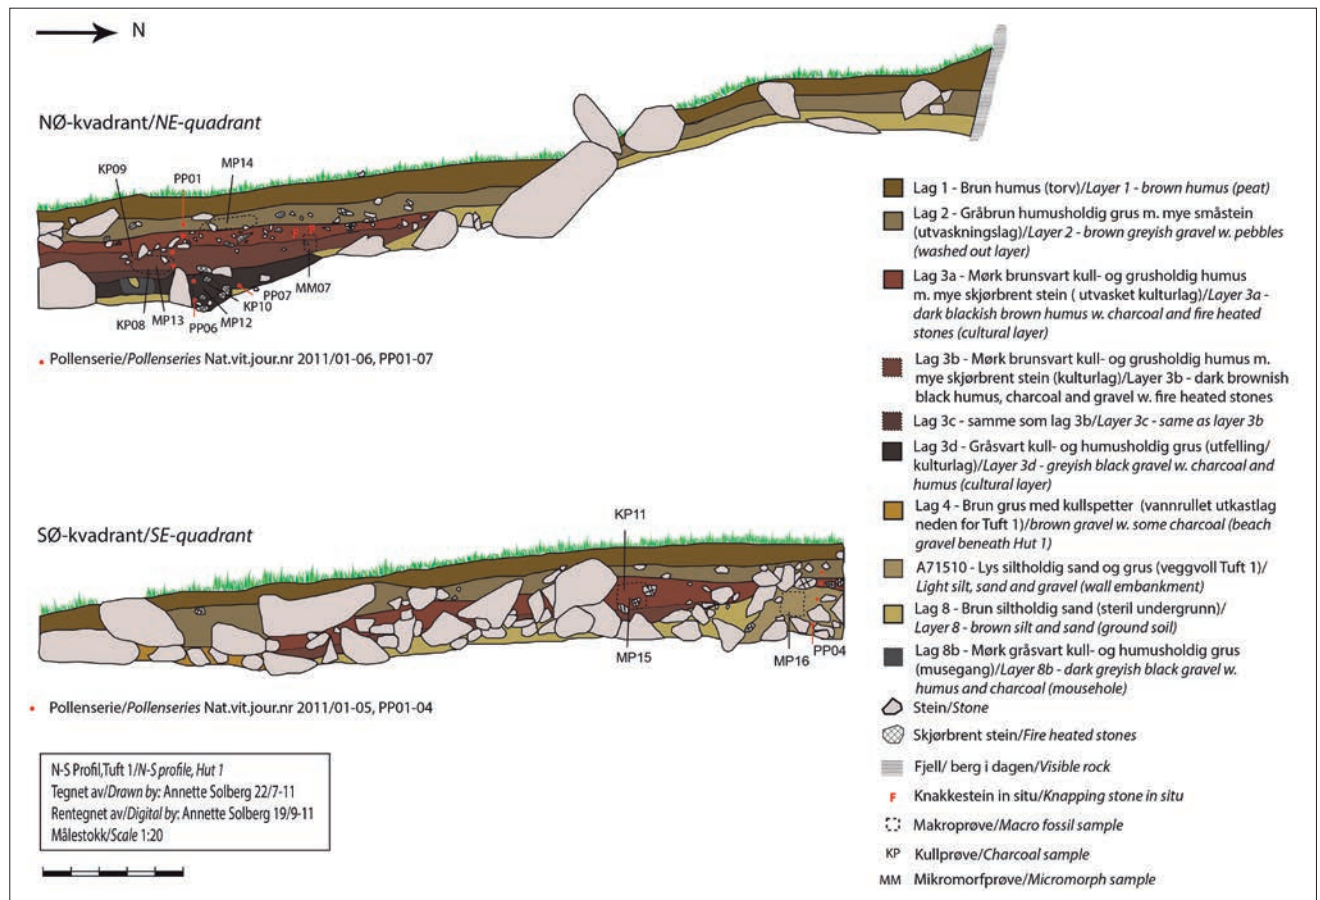 N
NØ-kvadrant/NE-quadrant
KP09
PP01
MP14
KP08
MP13
PP06
MP12
KP10
PP07
MM07
F F
• Pollenserie/Pollenseries Nat.vit.jour.nr 2011/01-06, PP01-07
SØ-kvadrant/SE-quadrant
KP11
MP15
MP16
PP04
• Pollenserie/Pollenseries Nat.vit.jour.nr 2011/01-05, PP01-04
N-S Profil,Tuft 1/N-S profile, Hut 1
Tegnet av/Drawn by: Annette Solberg 22/7-11
Rentegnet av/Digital by: Annette Solberg 19/9-11
Målestokk/Scale 1:20
Lag 1 - Brun humus (torv)/Layer 1 - brown humus (peat)
Lag 2 - Gråbrun humusholdig grus m. mye småstein
(utvaskningslag)/Layer 2 - brown greyish gravel w. pebbles
(washed out layer)
Lag 3a - Mørk brunsvart kull- og grusholdig humus
m. mye skjørbrent stein ( utvasket kulturlag)/Layer 3a -
dark blackish brown humus w. charcoal and fire heated
stones (cultural layer)
Lag 3b - Mørk brunsvart kull- og grusholdig humus m.
mye skjørbrent stein (kulturlag)/Layer 3b - dark brownish
black humus, charcoal and gravel w. fire heated stones
Lag 3c - samme som lag 3b/Layer 3c - same as layer 3b
Lag 3d - Gråsvart kull- og humusholdig grus (utfelling/
kulturlag)/Layer 3d - greyish black gravel w. charcoal and
humus (cultural layer)
Lag 4 - Brun grus med kullspetter (vannrullet utkastlag
neden for Tuft 1)/brown gravel w. some charcoal (beach
gravel beneath Hut 1)
A71510 - Lys siltholdig sand og grus (veggvoll Tuft 1)/
Light silt, sand and gravel (wall embankment)
Lag 8 - Brun siltholdig sand (steril undergrunn)/
Layer 8 - brown silt and sand (ground soil)
Lag 8b - Mørk gråsvart kull- og humusholdig grus
(musegang)/Layer 8b - dark greyish black gravel w.
humus and charcoal (mousehole)
Stein/Stone
Skjørbrent stein/Fire heated stones
Fjell/ berg i dagen/Visible rock
F Knakkestein in situ/Knapping stone in situ
Makroprøve/Macro fossil sample
KP Kullprøve/Charcoal sample
MM Mikromorfprøve/Micromorph sample